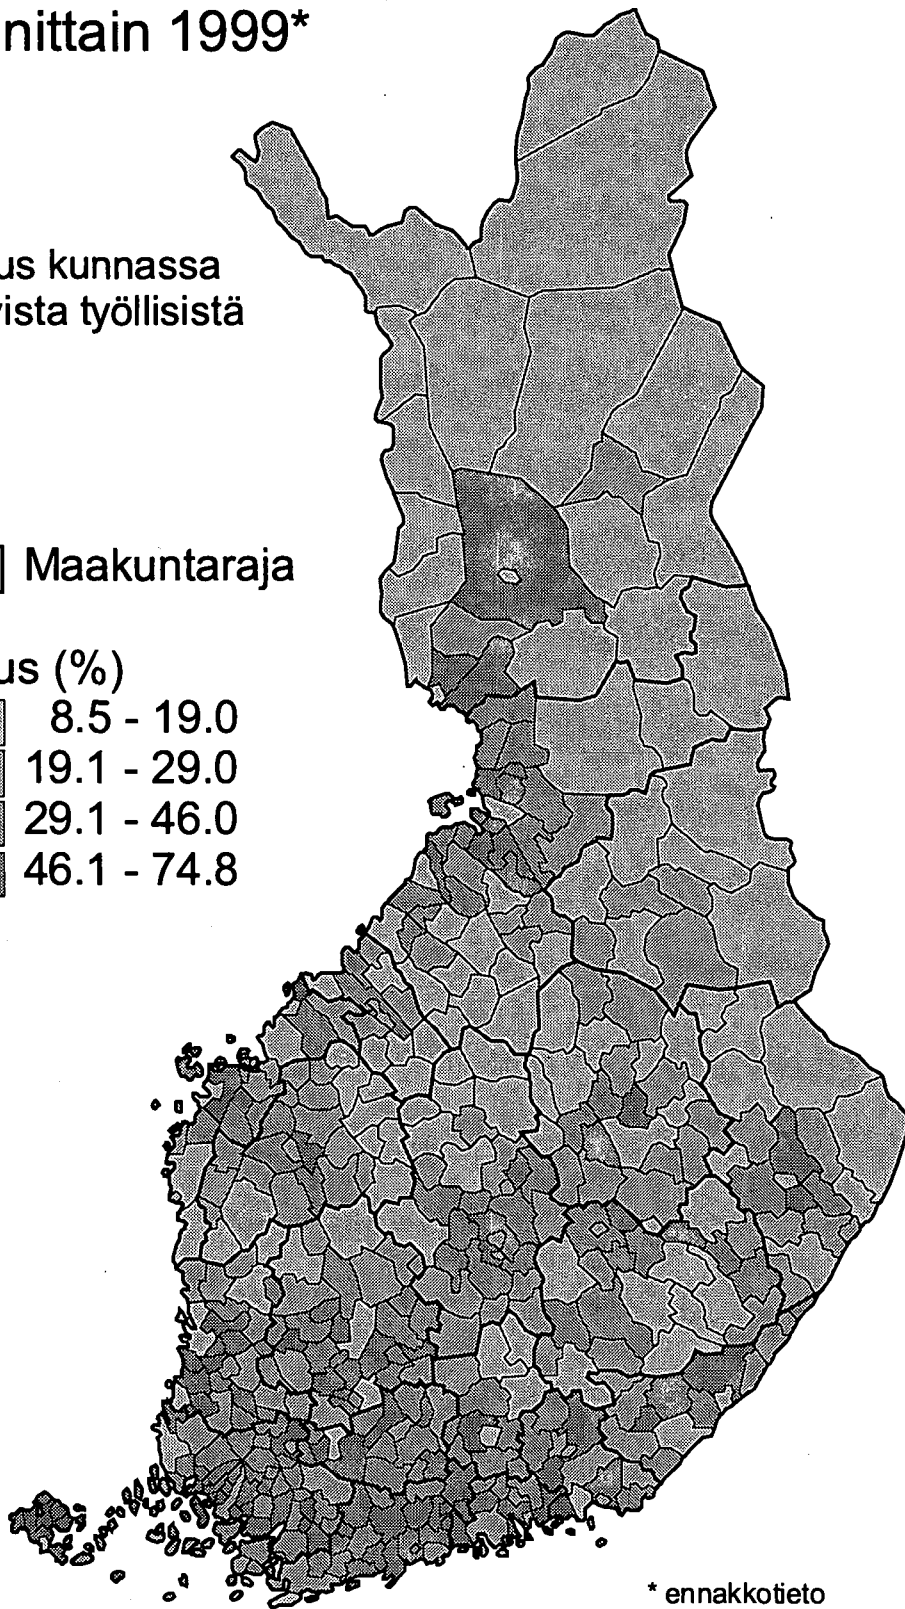 nittain 1999*
us kunnassa
vista työllisistä
Maakuntaraja
us (%)
8.5 - 19.0
19.1 - 29.0
29.1 - 46.0
46.1 - 74.8
* ennakkotieto